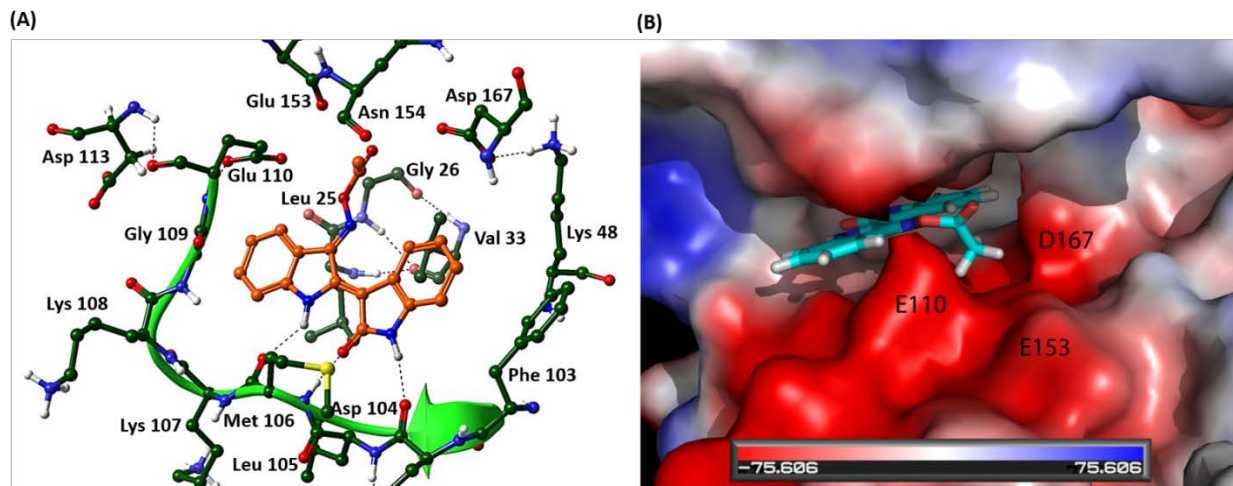 (A)
(B)
Glu 153
Asn 154
Asp 167
Asp 113
Glu 110
Leu 25
Gly 26
Gly 109
Val 33
Lys 48
Lys 108
Phe 103
Lys 107
Met 106
Asp 104
Leu 105
D167
E110
E153
-75.606
75.606